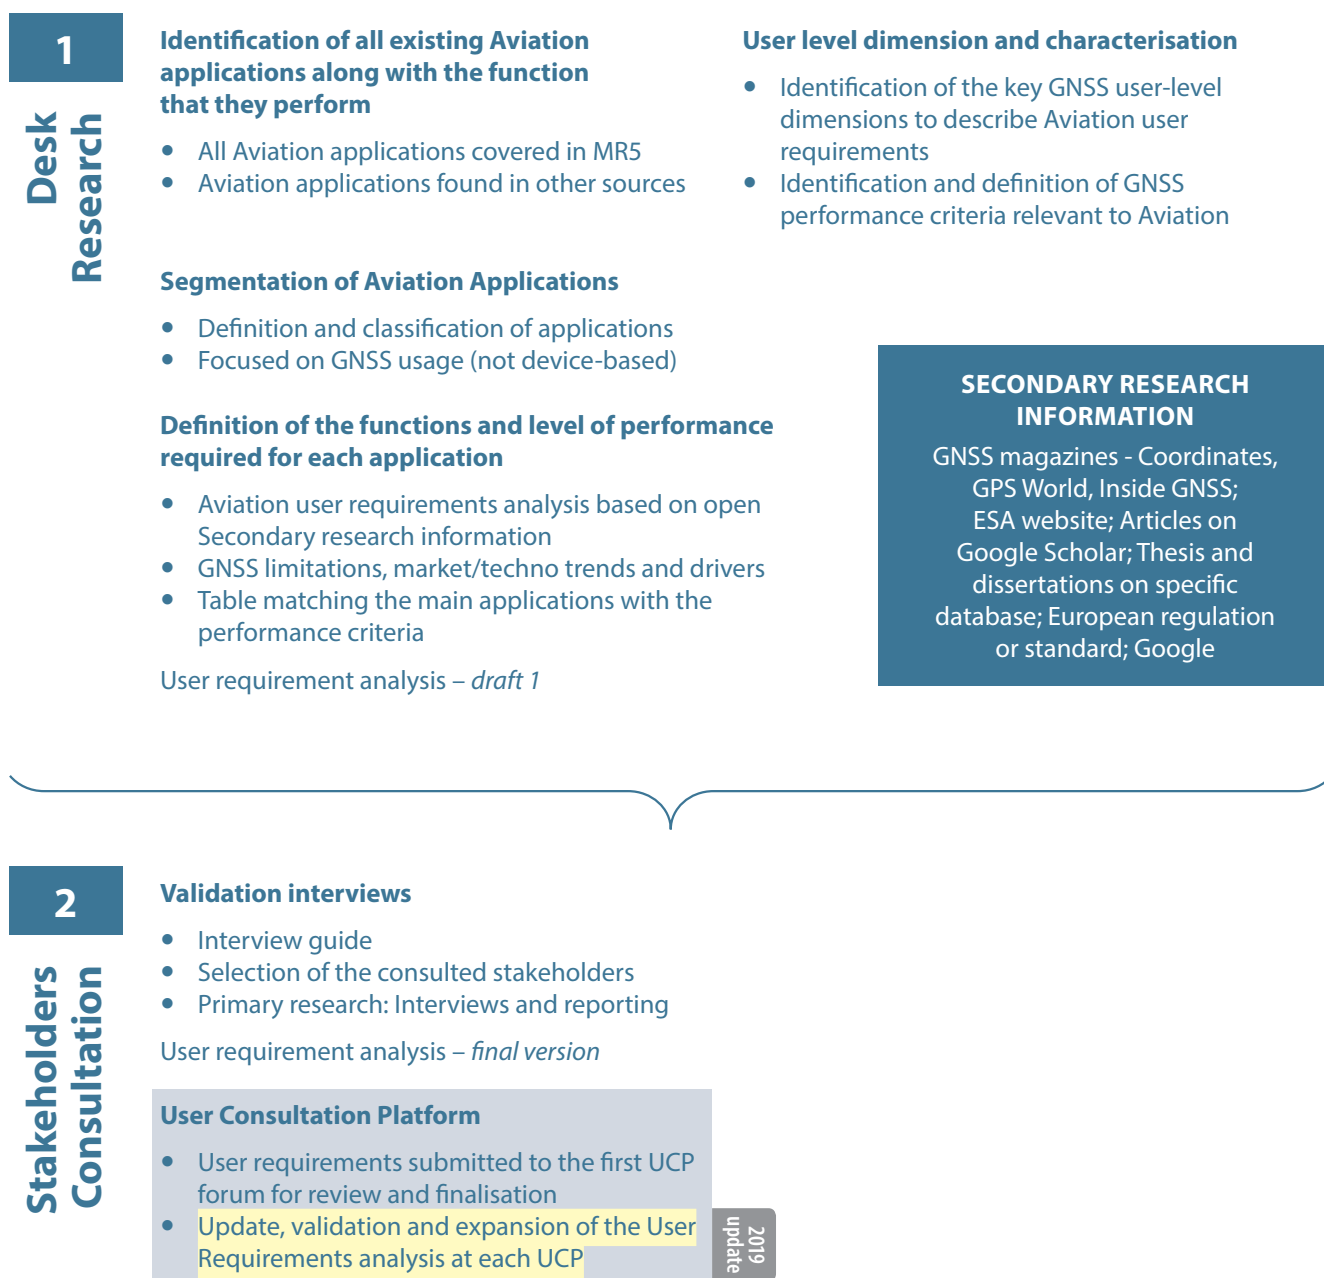 1
Desk
Research
Identification of all existing Aviation
applications along with the function
that they perform
• All Aviation applications covered in MR5
• Aviation applications found in other sources
User level dimension and characterisation
• Identification of the key GNSS user-level
dimensions to describe Aviation user
requirements
• Identification and definition of GNSS
performance criteria relevant to Aviation
Segmentation of Aviation Applications
• Definition and classification of applications
• Focused on GNSS usage (not device-based)
Definition of the functions and level of performance
required for each application
• Aviation user requirements analysis based on open
Secondary research information
• GNSS limitations, market/techno trends and drivers
• Table matching the main applications with the
performance criteria
User requirement analysis – draft 1
SECONDARY RESEARCH
INFORMATION
GNSS magazines - Coordinates,
GPS World, Inside GNSS;
ESA website; Articles on
Google Scholar; Thesis and
dissertations on specific
database; European regulation
or standard; Google
2
Stakeholders
Consultation
Validation interviews
• Interview guide
• Selection of the consulted stakeholders
• Primary research: Interviews and reporting
User requirement analysis – final version
User Consultation Platform
• User requirements submitted to the first UCP
forum for review and finalisation
• Update, validation and expansion of the User
Requirements analysis at each UCP
2019
update